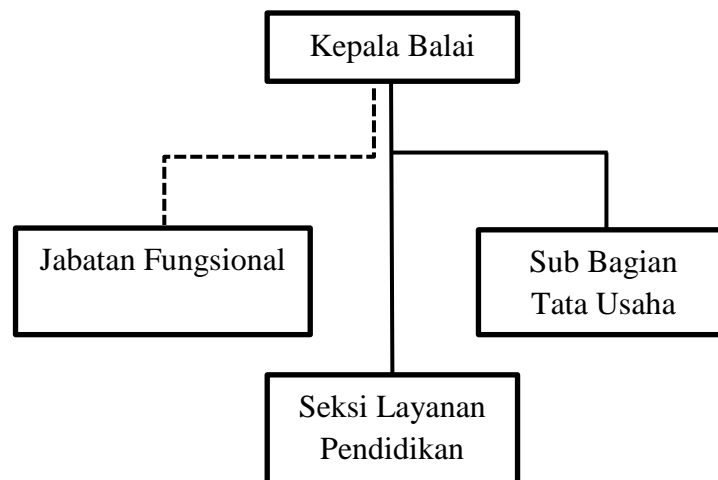 Kepala Balai
Jabatan Fungsional
Sub Bagian
Tata Usaha
Seksi Layanan
Pendidikan